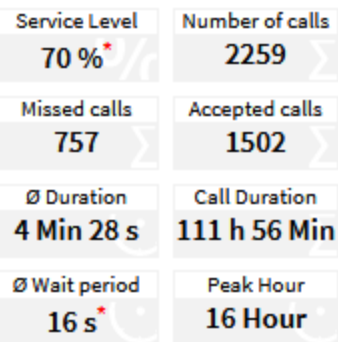 Service Level
70 %*
Number of calls
2259
Missed calls
757
Accepted calls
1502
Ø Duration
4 Min 28 s
Call Duration
111 h 56 Min
Ø Wait period
16 s*
Peak Hour
16 Hour